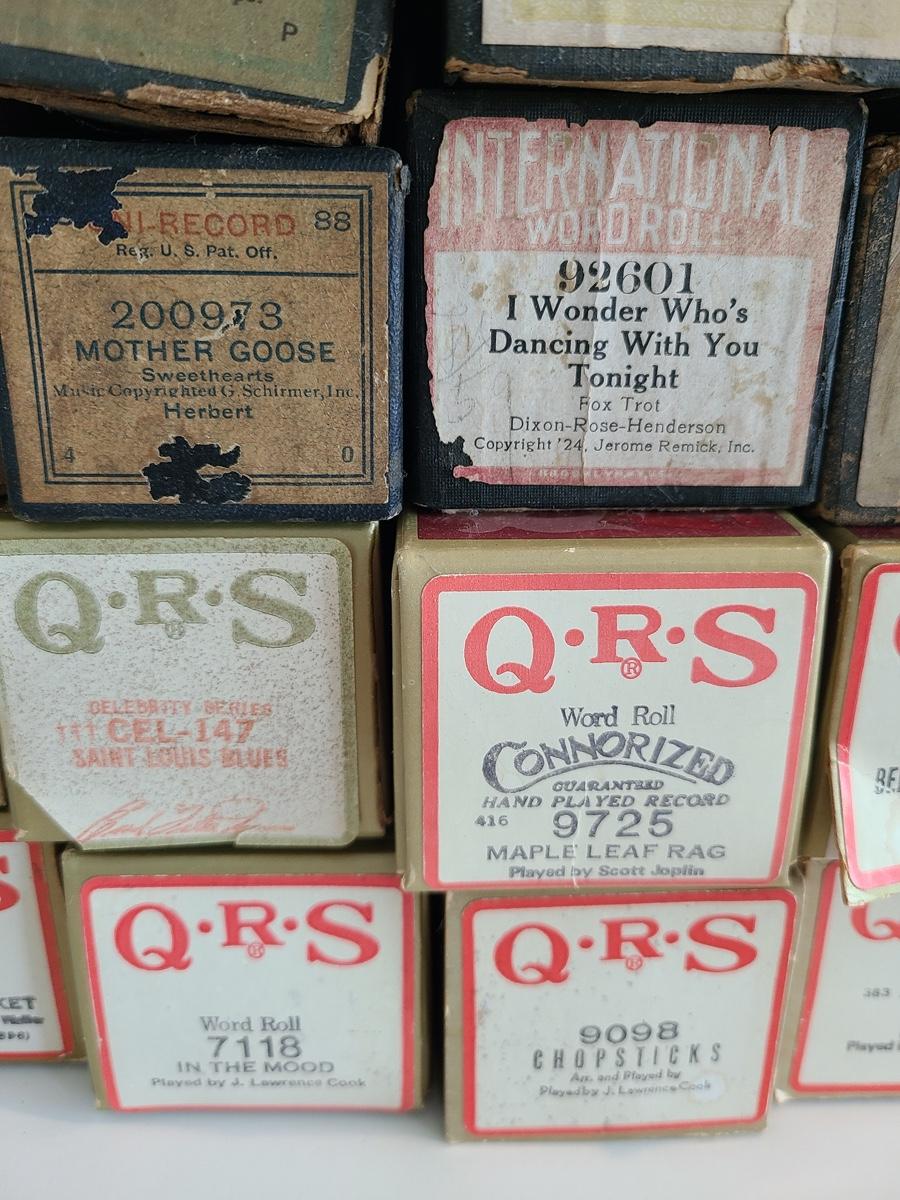 P
NI-RECORD 88
Reg. U. S. Pat. Off.
200973
MOTHER GOOSE
Sweethearts
Music Copyrighted G. Schirmer, Inc.
Herbert
4 0
INTERNATIONAL
WORD ROLL
92601
I Wonder Who's
Dancing With You
Tonight
Fox Trot
Dixon-Rose-Henderson
Copyright '24, Jerome Remick, Inc.
Q·R·S
®
CELEBRITY SERIES
CEL-147
SAINT LOUIS BLUES
Q·R·S
®
Word Roll
CONNORIZED
GUARANTEED
HAND PLAYED RECORD
416 9725
MAPLE LEAF RAG
Played by Scott Joplin
S
KET
Q·R·S
®
Word Roll
7118
IN THE MOOD
Played by J. Lawrence Cook
Q·R·S
®
9098
CHOPSTICKS
Arr. and Played by
Played by J. Lawrence Cook
Q
383
Played